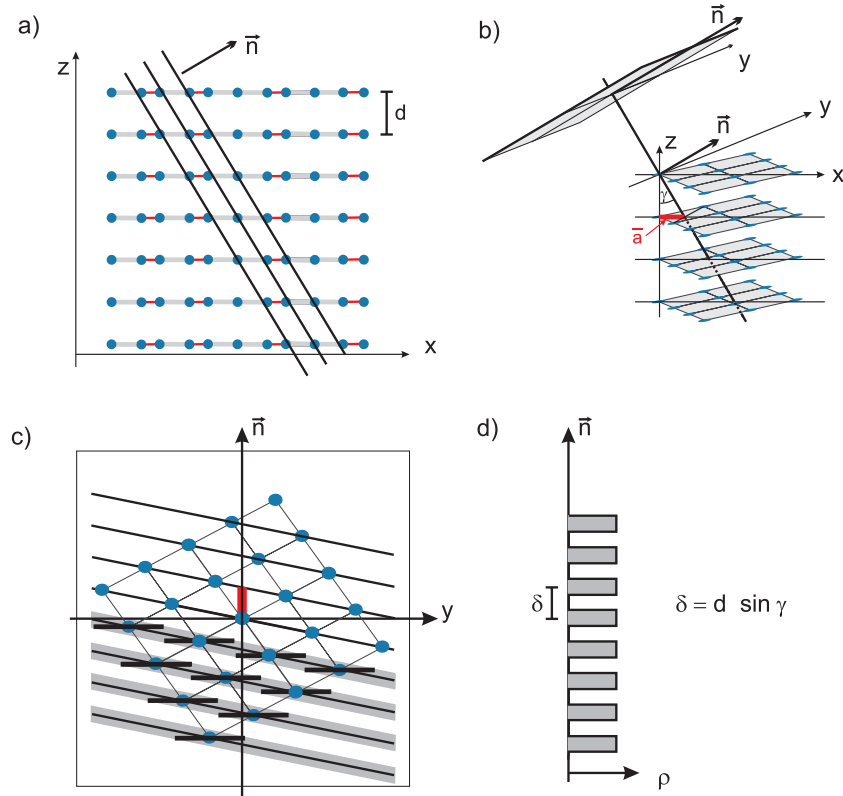 a)
n⃗
z
d
x
b)
n⃗
y
y
n⃗
z
x
γ
a⃗
c)
n⃗
y
d)
n⃗
δ
δ = d sin γ
ρ